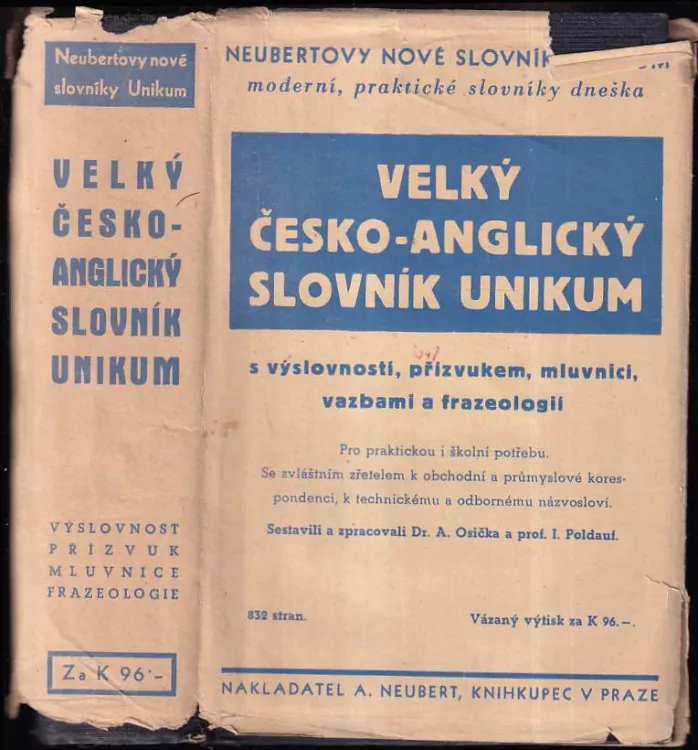 Neubertovy nové
slovníky Unikum
VELKÝ
ČESKO-
ANGLICKÝ
SLOVNÍK
UNIKUM
VÝSLOVNOST
PŘÍZVUK
MLUVNICE
FRAZEOLOGIE
Za K 96·-
NEUBERTOVY NOVÉ SLOVNÍK
moderní, praktické slovníky dneška
VELKÝ
ČESKO-ANGLICKÝ
SLOVNÍK UNIKUM
s výslovností, přízvukem, mluvnicí,
vazbami a frazeologií
Pro praktickou i školní potřebu.
Se zvláštním zřetelem k obchodní a průmyslové kores-
pondenci, k technickému a odbornému názvosloví.
Sestavili a zpracovali Dr. A. Osička a prof. I. Poldauf.
832 stran.
Vázaný výtisk za K 96.-.
NAKLADATEL A. NEUBERT, KNIHKUPEC V PRAZE